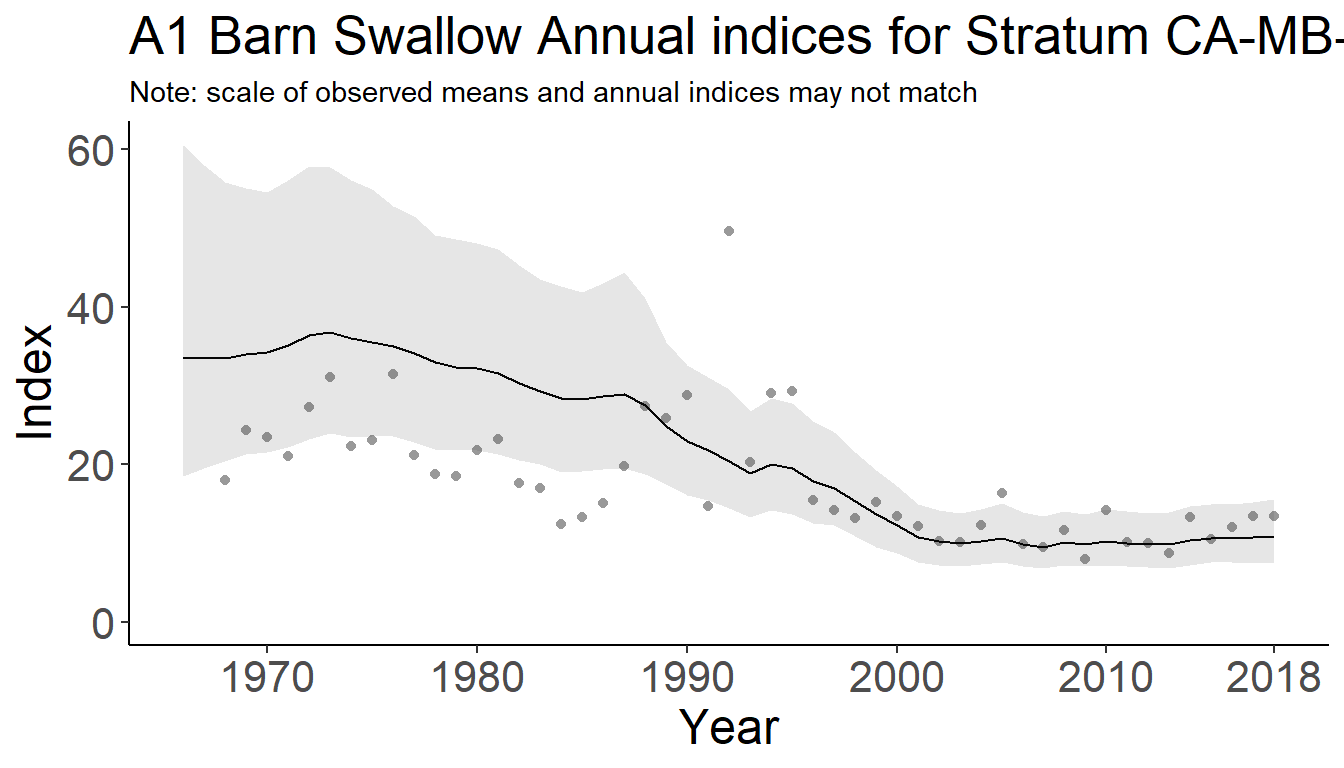 A1 Barn Swallow Annual indices for Stratum CA-MB-
Note: scale of observed means and annual indices may not match
60
40
20
0
Index
1970 1980 1990 2000 2010 2018
Year